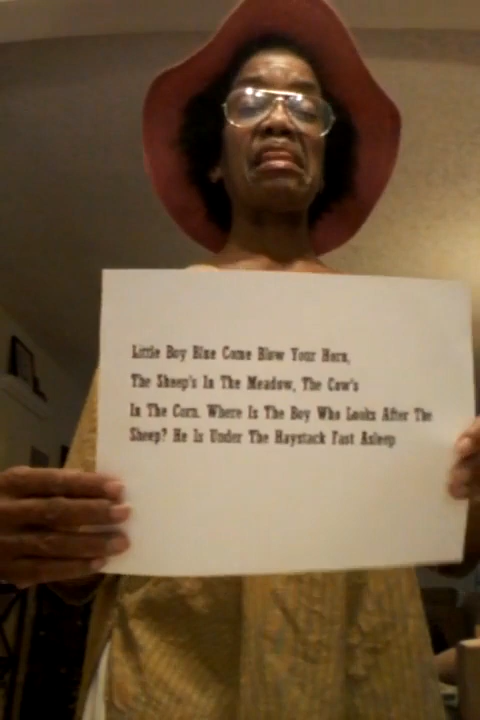 Little Boy Blue Come Blow Your Horn,
The Sheep's In The Meadow, The Cow's
In The Corn. Where Is The Boy Who Looks After The
Sheep? He Is Under The Haystack Fast Asleep